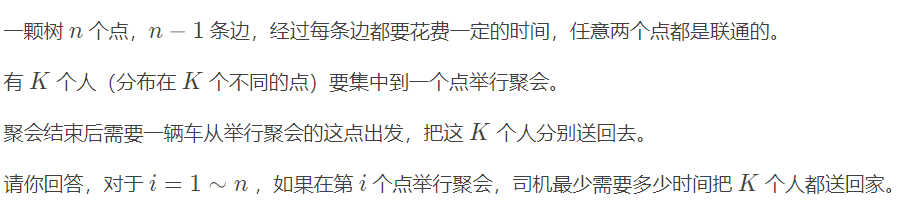 一颗树 n 个点，n − 1 条边，经过每条边都要花费一定的时间，任意两个点都是联通的。
有 K 个人（分布在 K 个不同的点）要集中到一个点举行聚会。
聚会结束后需要一辆车从举行聚会的这点出发，把这 K 个人分别送回去。
请你回答，对于 i = 1 ∼ n ，如果在第 i 个点举行聚会，司机最少需要多少时间把 K 个人都送回家。